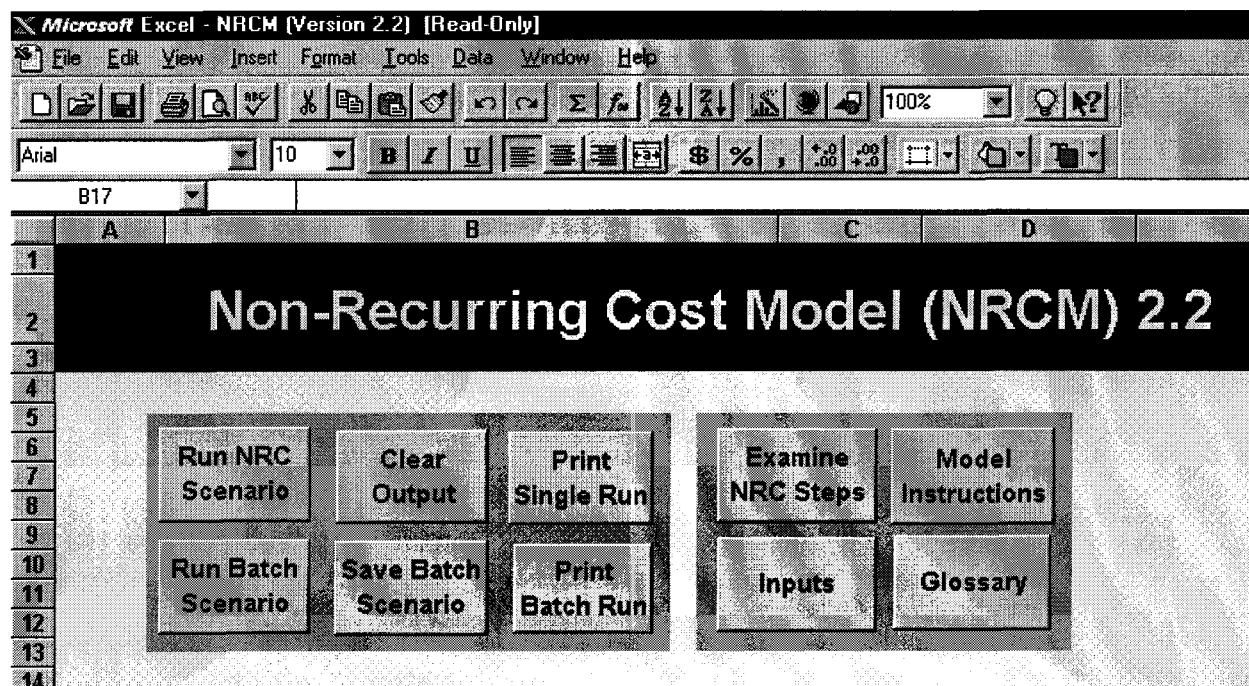 Microsoft Excel - NRCM (Version 2.2) [Read-Only]
File Edit View Insert Format Tools Data Window Help
100%
Arial 10 B I U $ % ,
B17
A B C D
1
2 Non-Recurring Cost Model (NRCM) 2.2
3
4
5
6
7
8
9
10
11
12
13
14
Run NRC
Scenario
Clear
Output
Print
Single Run
Examine
NRC Steps
Model
Instructions
Run Batch
Scenario
Save Batch
Scenario
Print
Batch Run
Inputs
Glossary